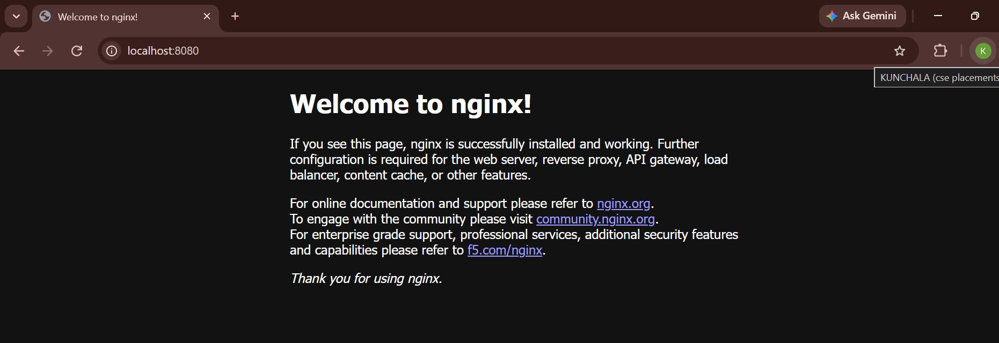 Welcome to nginx!
Ask Gemini
localhost:8080
K
KUNCHALA (cse placements
Welcome to nginx!
If you see this page, nginx is successfully installed and working. Further
configuration is required for the web server, reverse proxy, API gateway, load
balancer, content cache, or other features.
For online documentation and support please refer to nginx.org.
To engage with the community please visit community.nginx.org.
For enterprise grade support, professional services, additional security features
and capabilities please refer to f5.com/nginx.
Thank you for using nginx.